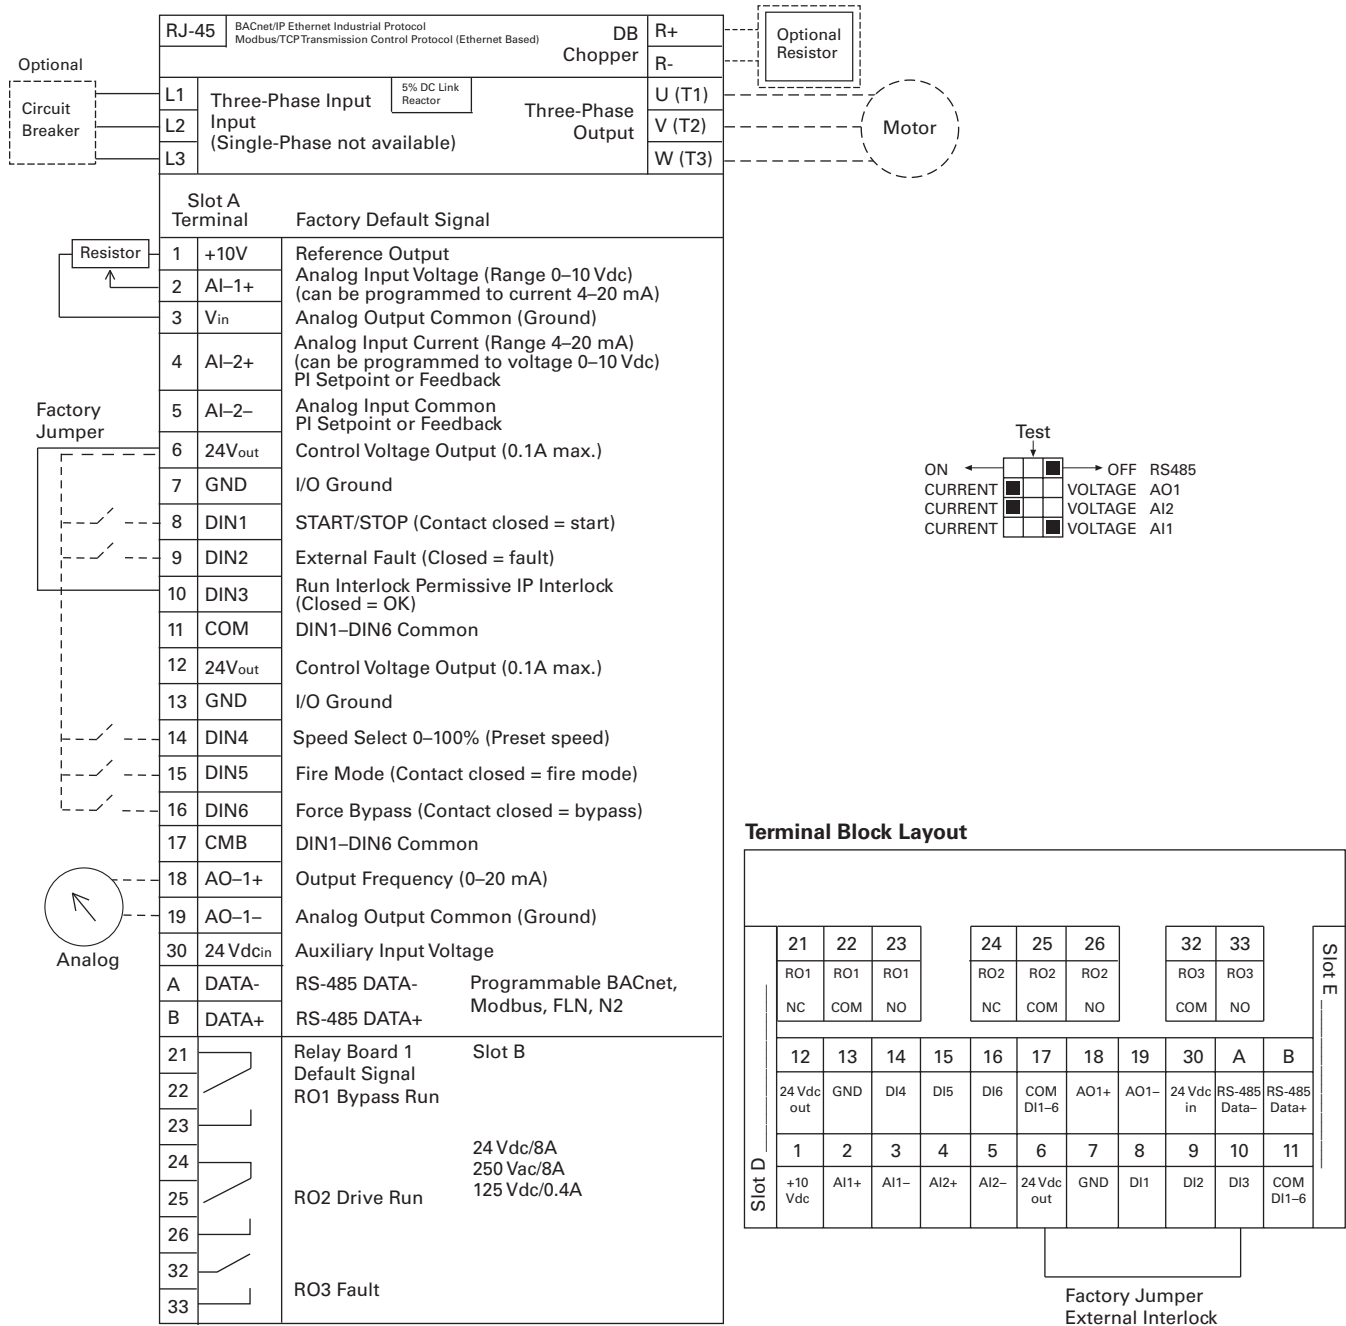 RJ-45
BACnet/IP Ethernet Industrial Protocol
Modbus/TCP Transmission Control Protocol (Ethernet Based)
DB
Chopper
R+
R-
Optional
Resistor
Optional
Circuit
Breaker
L1
L2
L3
Three-Phase Input
Input
(Single-Phase not available)
5% DC Link
Reactor
Three-Phase
Output
U (T1)
V (T2)
W (T3)
Motor
Slot A
Terminal
Factory Default Signal
Resistor
1 +10V Reference Output
2 AI–1+ Analog Input Voltage (Range 0–10 Vdc)
(can be programmed to current 4–20 mA)
3 Vin Analog Output Common (Ground)
4 AI–2+ Analog Input Current (Range 4–20 mA)
(can be programmed to voltage 0–10 Vdc)
PI Setpoint or Feedback
5 AI–2– Analog Input Common
PI Setpoint or Feedback
Factory
Jumper
6 24Vout Control Voltage Output (0.1A max.)
7 GND I/O Ground
8 DIN1 START/STOP (Contact closed = start)
9 DIN2 External Fault (Closed = fault)
10 DIN3 Run Interlock Permissive IP Interlock
(Closed = OK)
11 COM DIN1–DIN6 Common
12 24Vout Control Voltage Output (0.1A max.)
13 GND I/O Ground
14 DIN4 Speed Select 0–100% (Preset speed)
15 DIN5 Fire Mode (Contact closed = fire mode)
16 DIN6 Force Bypass (Contact closed = bypass)
17 CMB DIN1–DIN6 Common
18 AO–1+ Output Frequency (0–20 mA)
19 AO–1– Analog Output Common (Ground)
Analog
30 24 Vdcin Auxiliary Input Voltage
A DATA- RS-485 DATA-
B DATA+ RS-485 DATA+
Programmable BACnet,
Modbus, FLN, N2
21
22
23
24
25
26
32
33
Relay Board 1
Default Signal
RO1 Bypass Run
Slot B
24 Vdc/8A
250 Vac/8A
125 Vdc/0.4A
RO2 Drive Run
RO3 Fault
Test
ON OFF RS485
CURRENT VOLTAGE AO1
CURRENT VOLTAGE AI2
CURRENT VOLTAGE AI1
Terminal Block Layout
Slot D
Slot E
21 22 23 24 25 26 32 33
RO1 RO1 RO1 RO2 RO2 RO2 RO3 RO3
NC COM NO NC COM NO COM NO
12 13 14 15 16 17 18 19 30 A B
24 Vdc GND DI4 DI5 DI6 COM AO1+ AO1– 24 Vdc RS-485 RS-485
out DI1–6 in Data– Data+
1 2 3 4 5 6 7 8 9 10 11
+10 AI1+ AI1– AI2+ AI2– 24 Vdc GND DI1 DI2 DI3 COM
Vdc out DI1–6
Factory Jumper
External Interlock